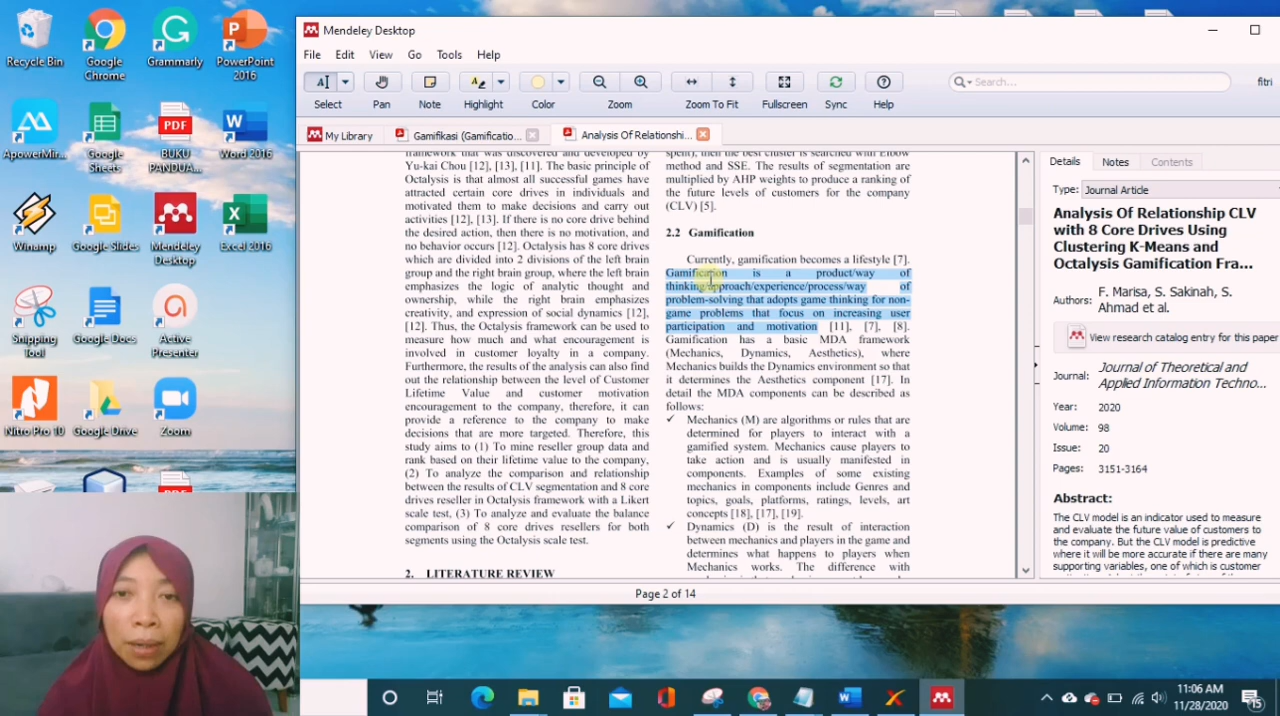 Recycle Bin
Google Chrome
Grammarly
PowerPoint 2016
ApowerMir...
Google Sheets
BUKU PANDUA...
Word 2016
Winamp
Google Slides
Mendeley Desktop
Excel 2016
Snipping Tool
Google Docs
Active Presenter
Nitro Pro 10
Google Drive
Zoom
Mendeley Desktop
File Edit View Go Tools Help
Select Pan Note Highlight Color Zoom Zoom To Fit Fullscreen Sync Help
Search...
fitri
My Library
Gamifikasi (Gamificatio...
Analysis Of Relationshi...
framework that was discovered and developed by
Yu-kai Chou [12], [13], [11]. The basic principle of
Octalysis is that almost all successful games have
attracted certain core drives in individuals and
motivated them to make decisions and carry out
activities [12], [13]. If there is no core drive behind
the desired action, then there is no motivation, and
no behavior occurs [12]. Octalysis has 8 core drives
which are divided into 2 divisions of the left brain
group and the right brain group, where the left brain
emphasizes the logic of analytic thought and
ownership, while the right brain emphasizes
creativity, and expression of social dynamics [12],
[12]. Thus, the Octalysis framework can be used to
measure how much and what encouragement is
involved in customer loyalty in a company.
Furthermore, the results of the analysis can also find
out the relationship between the level of Customer
Lifetime Value and customer motivation
encouragement to the company, therefore, it can
provide a reference to the company to make
decisions that are more targeted. Therefore, this
study aims to (1) To mine reseller group data and
rank based on their lifetime value to the company,
(2) To analyze the comparison and relationship
between the results of CLV segmentation and 8 core
drives reseller in Octalysis framework with a Likert
scale test, (3) To analyze and evaluate the balance
comparison of 8 core drives resellers for both
segments using the Octalysis scale test.
2. LITERATURE REVIEW
spent), then the best cluster is searched with Elbow
method and SSE. The results of segmentation are
multiplied by AHP weights to produce a ranking of
the future levels of customers for the company
(CLV) [5].
2.2 Gamification
Currently, gamification becomes a lifestyle [7].
Gamification is a product/way of
thinking/approach/experience/process/way of
problem-solving that adopts game thinking for non-
game problems that focus on increasing user
participation and motivation [11], [7], [8].
Gamification has a basic MDA framework
(Mechanics, Dynamics, Aesthetics), where
Mechanics builds the Dynamics environment so that
it determines the Aesthetics component [17]. In
detail the MDA components can be described as
follows:
✓ Mechanics (M) are algorithms or rules that are
determined for players to interact with a
gamified system. Mechanics cause players to
take action and is usually manifested in
components. Examples of some existing
mechanics in components include Genres and
topics, goals, platforms, ratings, levels, art
concepts [18], [17], [19].
✓ Dynamics (D) is the result of interaction
between mechanics and players in the game and
determines what happens to players when
Mechanics works. The difference with
Page 2 of 14
Details Notes Contents
Type: Journal Article
Analysis Of Relationship CLV
with 8 Core Drives Using
Clustering K-Means and
Octalysis Gamification Fra...
Authors: F. Marisa, S. Sakinah, S.
Ahmad et al.
View research catalog entry for this paper
Journal: Journal of Theoretical and
Applied Information Techno...
Year: 2020
Volume: 98
Issue: 20
Pages: 3151-3164
Abstract:
The CLV model is an indicator used to measure
and evaluate the future value of customers to
the company. But the CLV model is predictive
where it will be more accurate if there are many
supporting variables, one of which is customer
11:06 AM
11/28/2020
15